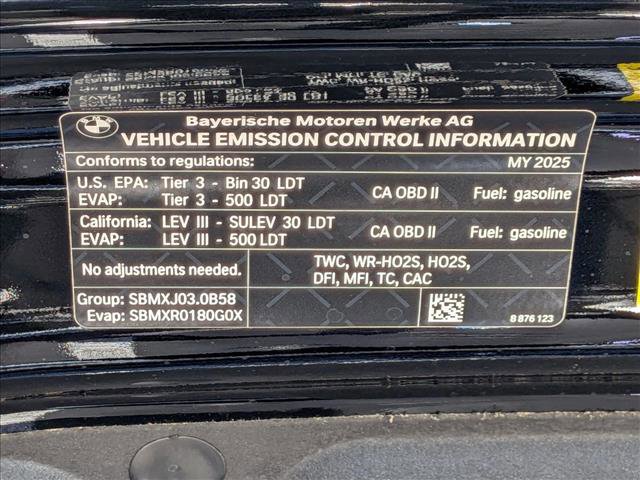 BMW
Bayerische Motoren Werke AG
VEHICLE EMISSION CONTROL INFORMATION
Conforms to regulations: MY 2025
U.S. EPA: Tier 3 - Bin 30 LDT CA OBD II Fuel: gasoline
EVAP: Tier 3 - 500 LDT
California: LEV III - SULEV 30 LDT CA OBD II Fuel: gasoline
EVAP: LEV III - 500 LDT
No adjustments needed. TWC, WR-HO2S, HO2S,
DFI, MFI, TC, CAC
Group: SBMXJ03.0B58
Evap: SBMXR0180G0X 8 876 123